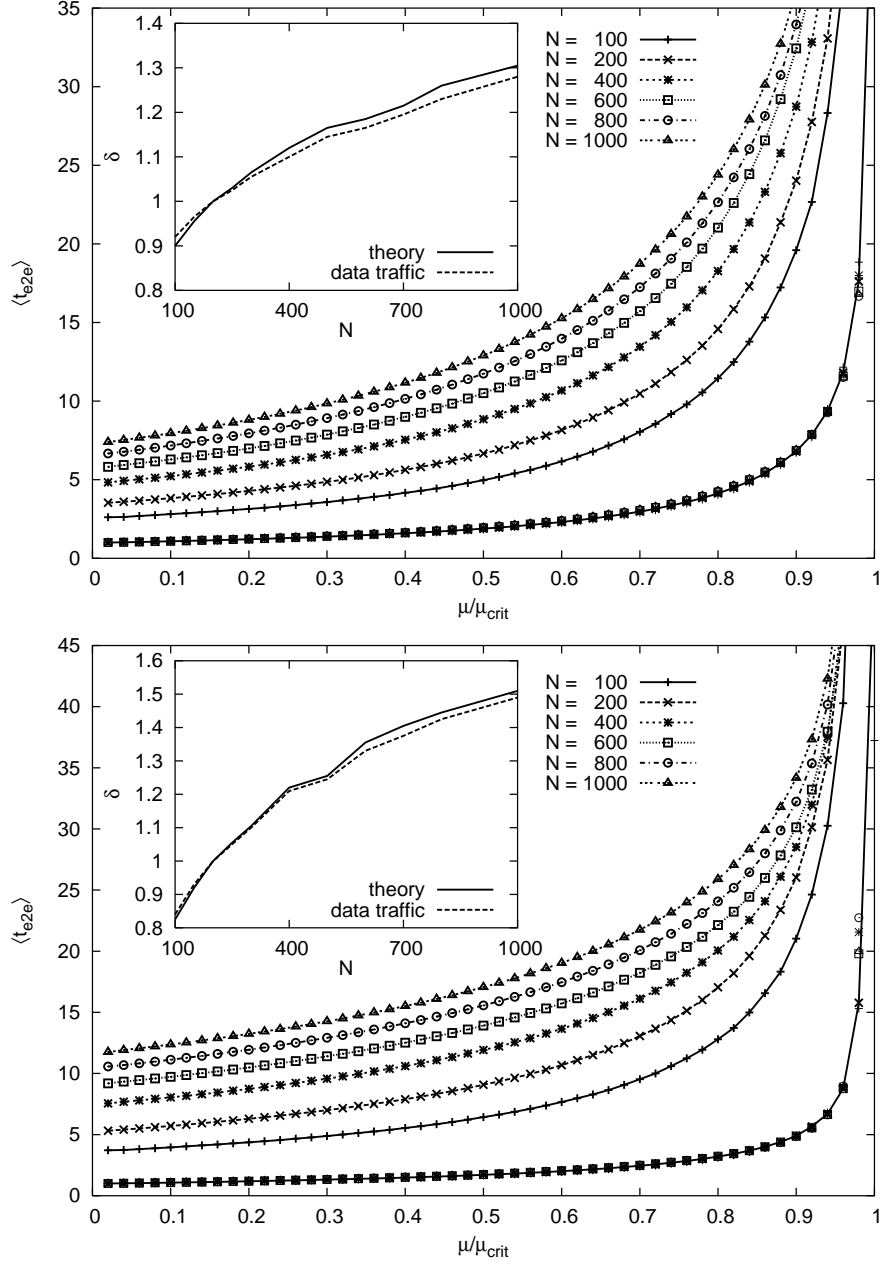 35
30
25
20
15
10
5
0
⟨t_e2e⟩
0 0.1 0.2 0.3 0.4 0.5 0.6 0.7 0.8 0.9 1
μ/μ_crit
1.4
1.3
1.2
1.1
1
0.9
0.8
δ
100 400 700 1000
N
theory
data traffic
N = 100
N = 200
N = 400
N = 600
N = 800
N = 1000
45
40
35
30
25
20
15
10
5
0
⟨t_e2e⟩
0 0.1 0.2 0.3 0.4 0.5 0.6 0.7 0.8 0.9 1
μ/μ_crit
1.6
1.5
1.4
1.3
1.2
1.1
1
0.9
0.8
δ
100 400 700 1000
N
theory
data traffic
N = 100
N = 200
N = 400
N = 600
N = 800
N = 1000